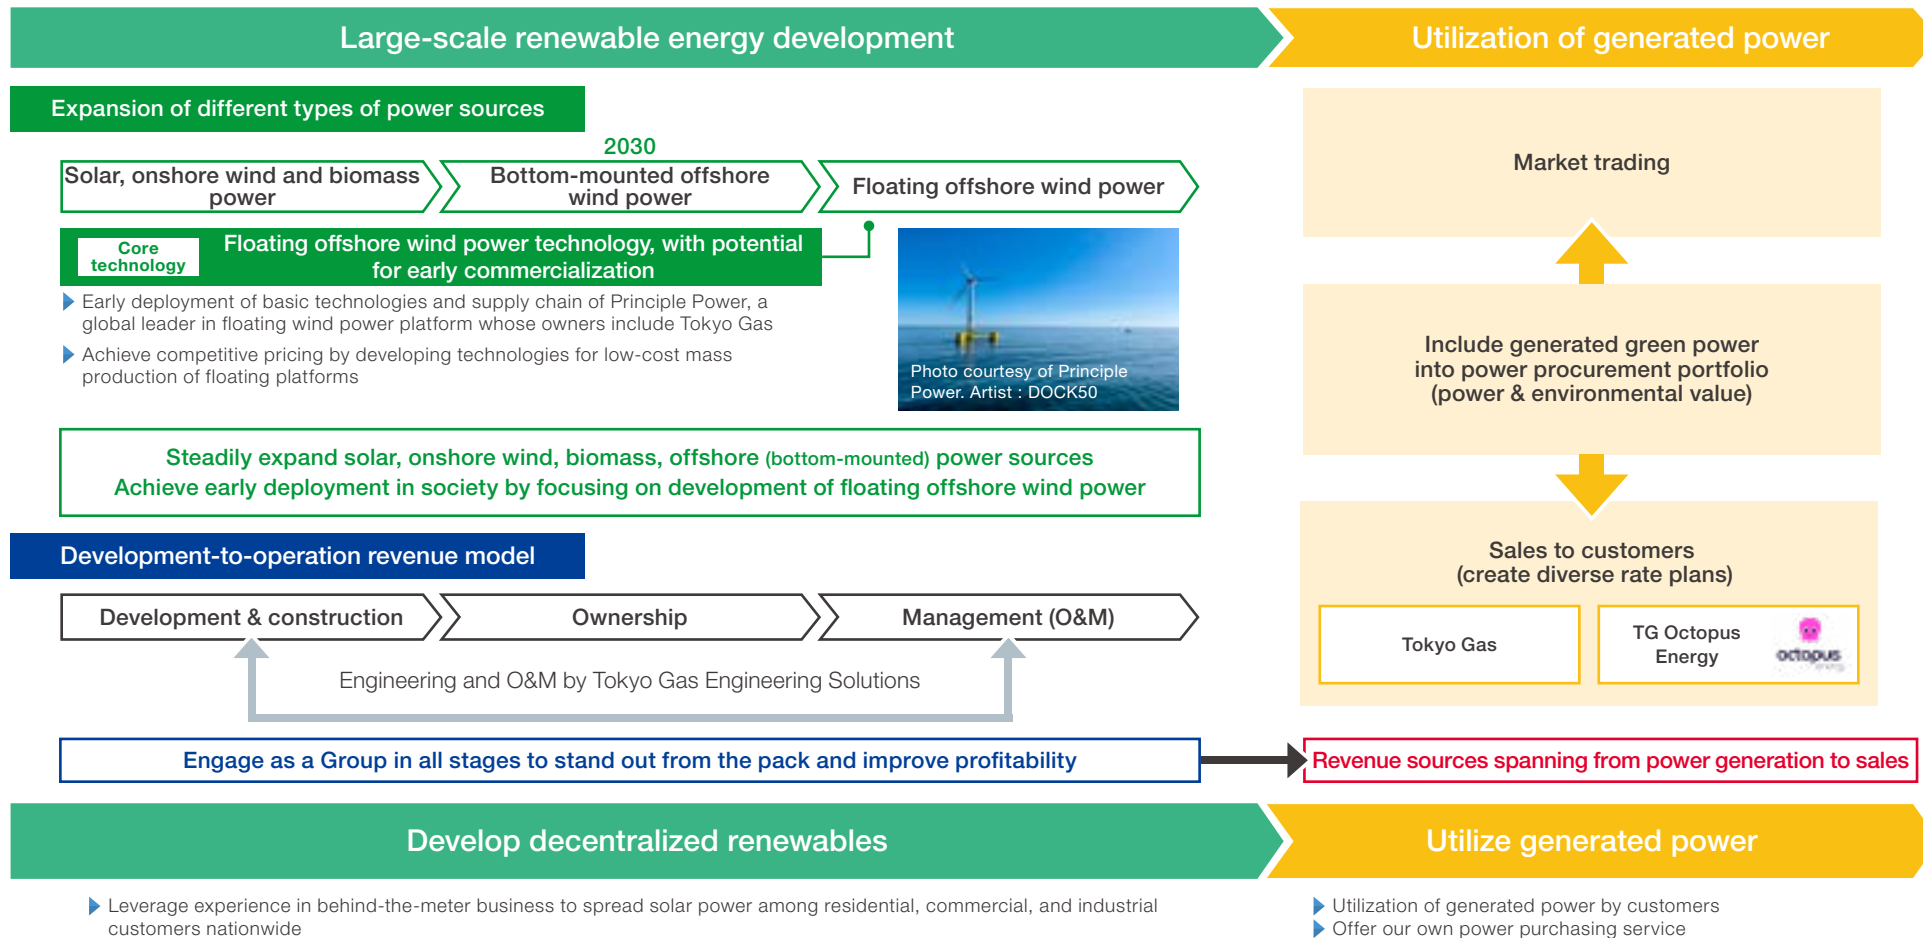 Large-scale renewable energy development
Utilization of generated power
Expansion of different types of power sources
2030
Solar, onshore wind and biomass
power
Bottom-mounted offshore
wind power
Floating offshore wind power
Core
technology
Floating offshore wind power technology, with potential
for early commercialization
Early deployment of basic technologies and supply chain of Principle Power, a
global leader in floating wind power platform whose owners include Tokyo Gas
Achieve competitive pricing by developing technologies for low-cost mass
production of floating platforms
Photo courtesy of Principle
Power. Artist : DOCK50
Steadily expand solar, onshore wind, biomass, offshore (bottom-mounted) power sources
Achieve early deployment in society by focusing on development of floating offshore wind power
Development-to-operation revenue model
Development & construction
Ownership
Management (O&M)
Engineering and O&M by Tokyo Gas Engineering Solutions
Engage as a Group in all stages to stand out from the pack and improve profitability
Market trading
Include generated green power
into power procurement portfolio
(power & environmental value)
Sales to customers
(create diverse rate plans)
Tokyo Gas
TG Octopus
Energy
octopus
energy
Revenue sources spanning from power generation to sales
Develop decentralized renewables
Utilize generated power
Leverage experience in behind-the-meter business to spread solar power among residential, commercial, and industrial
customers nationwide
Utilization of generated power by customers
Offer our own power purchasing service